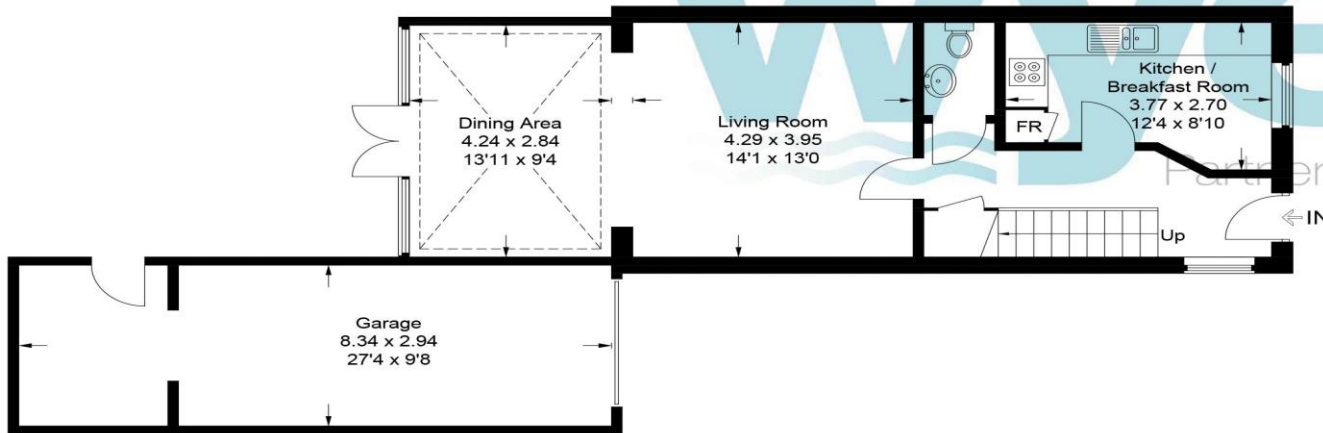 Dining Area
4.24 x 2.84
13'11 x 9'4
Living Room
4.29 x 3.95
14'1 x 13'0
Kitchen /
Breakfast Room
3.77 x 2.70
12'4 x 8'10
FR
Partner
IN
Up
Garage
8.34 x 2.94
27'4 x 9'8